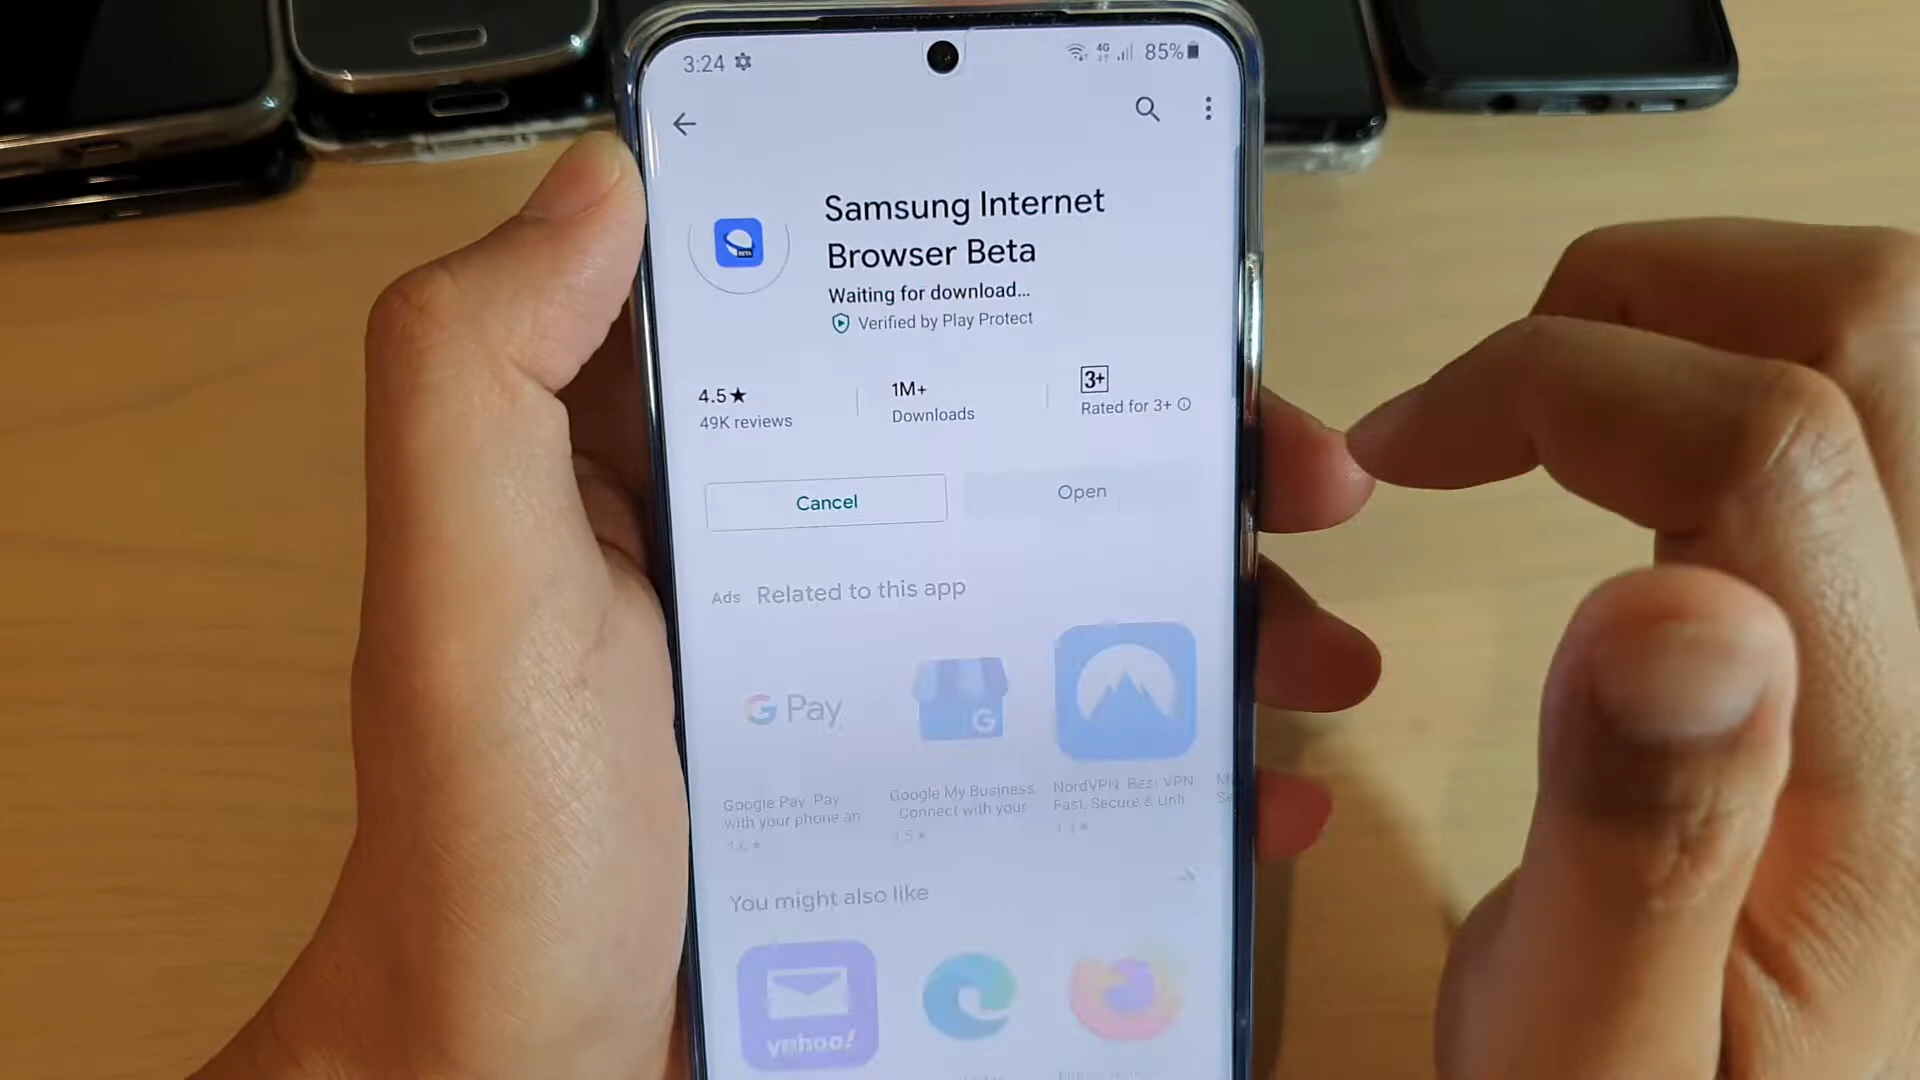 3:24 4G 85%
Samsung Internet
Browser Beta
BETA
Waiting for download...
Verified by Play Protect
4.5★ 1M+ 3+
49K reviews Downloads Rated for 3+
Cancel Open
Ads Related to this app
G Pay G
Google Pay Pay Google My Business NordVPN Best VPN
with your phone an Connect with your Fast, Secure & Unli
You might also like
yahoo!